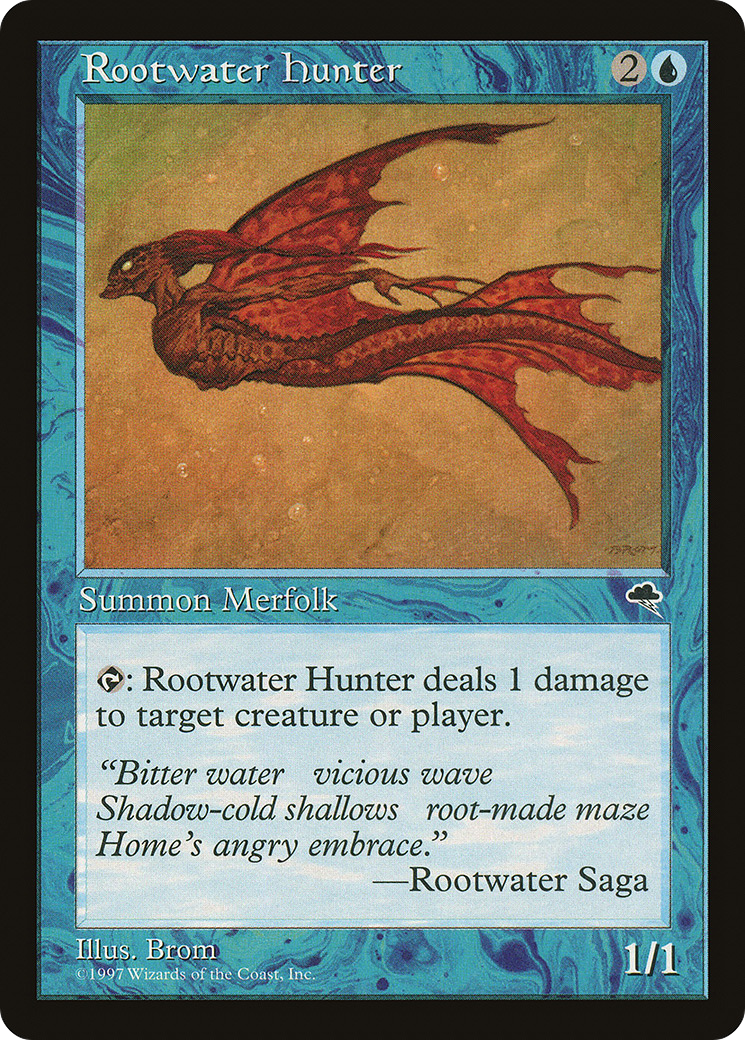 Rootwater Hunter 2
Summon Merfolk
: Rootwater Hunter deals 1 damage
to target creature or player.
“Bitter water   vicious wave
Shadow-cold shallows   root-made maze
Home’s angry embrace.”
—Rootwater Saga
Illus. Brom
©1997 Wizards of the Coast, Inc.
1/1